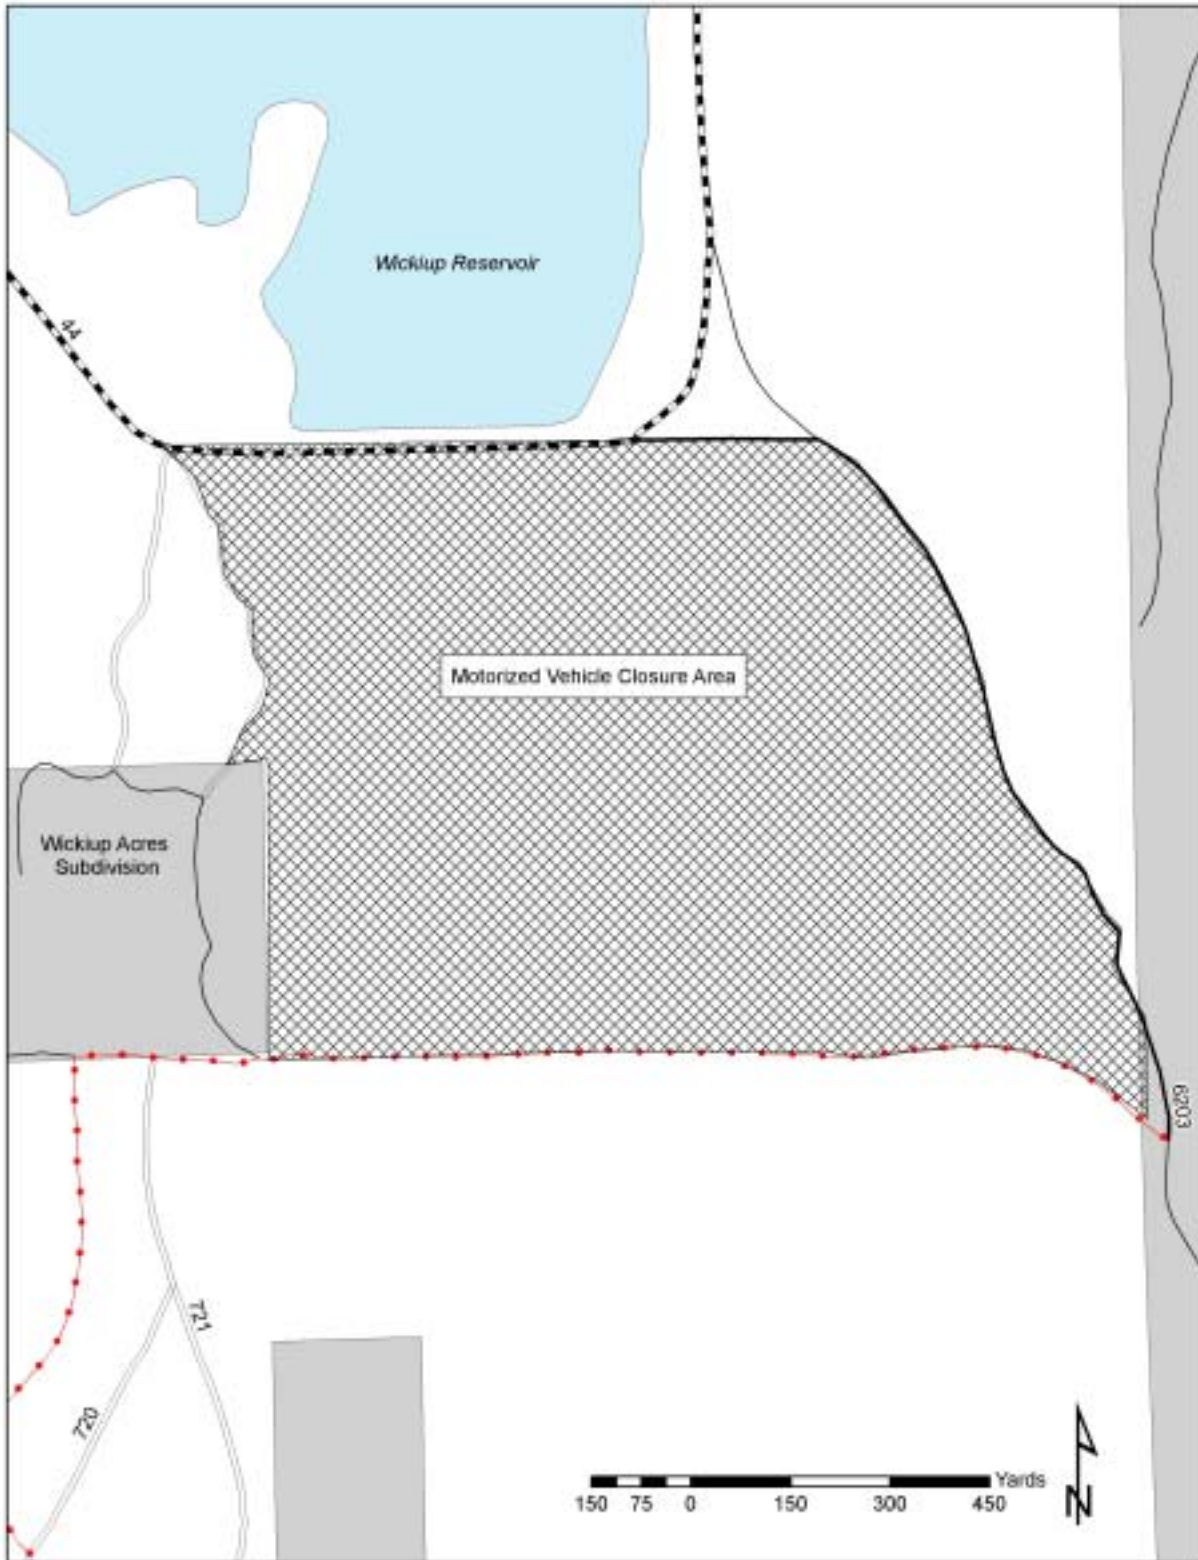 Wickiup Reservoir
44
Motorized Vehicle Closure Area
Wickiup Acres
Subdivision
6203
721
720
Yards
150 75 0 150 300 450
N